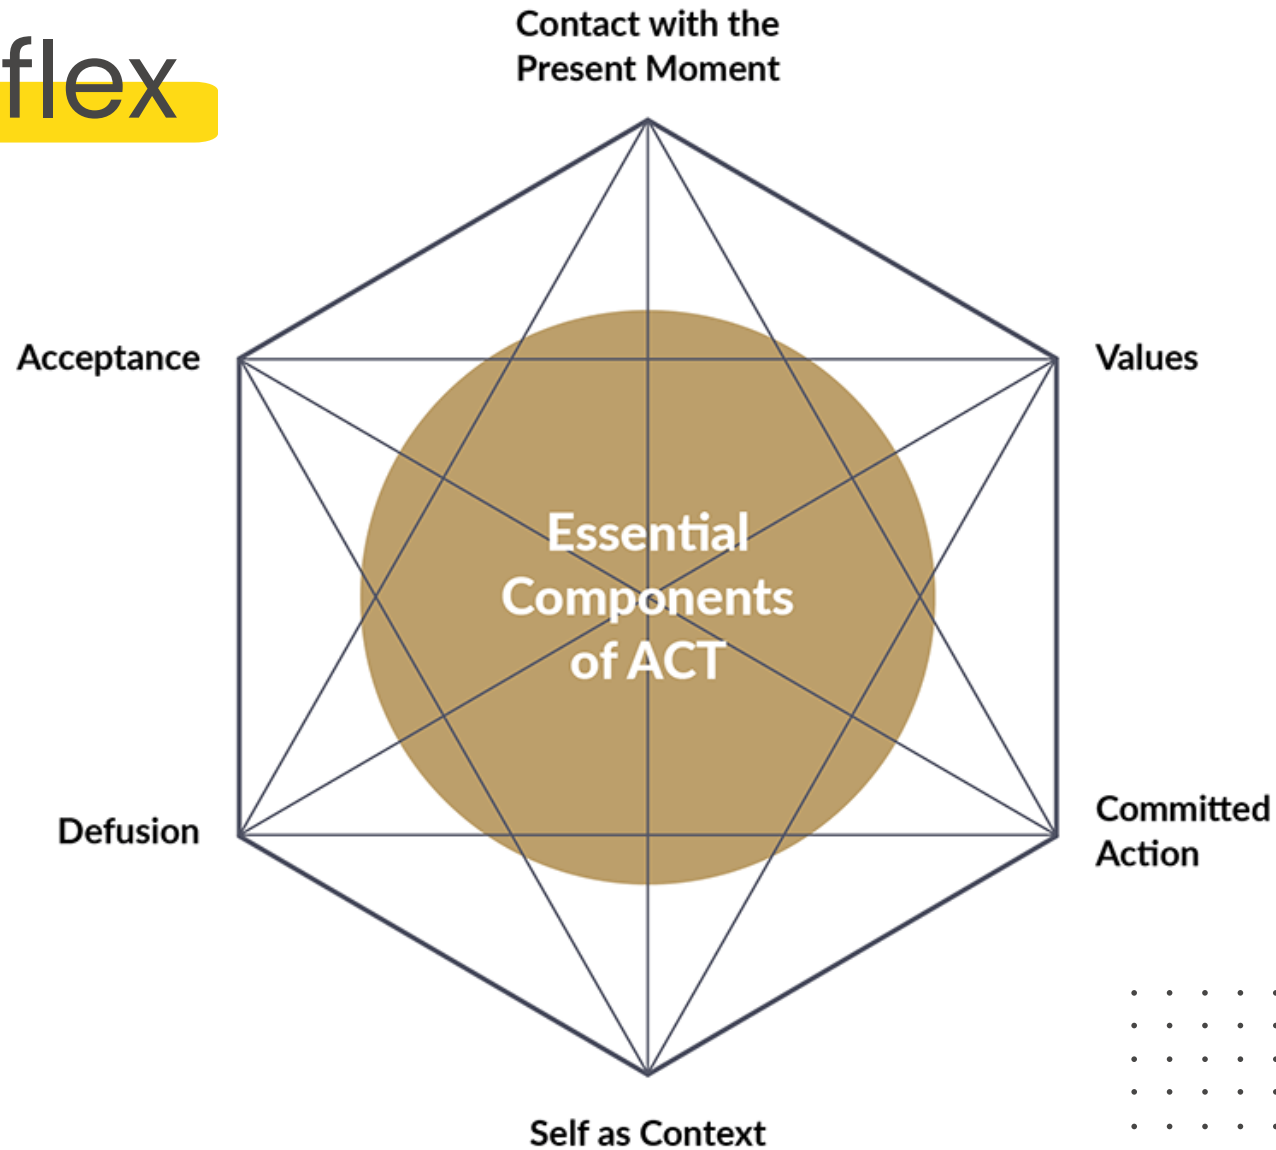 flex
Contact with the
Present Moment
Acceptance
Values
Essential
Components
of ACT
Defusion
Committed
Action
Self as Context